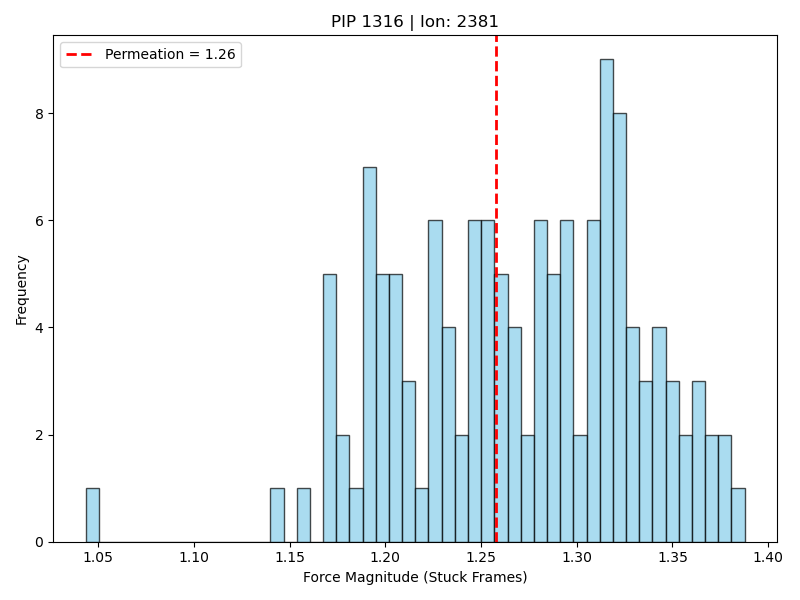 PIP 1316 | Ion: 2381
Permeation = 1.26
Frequency
8
6
4
2
0
1.05 1.10 1.15 1.20 1.25 1.30 1.35 1.40
Force Magnitude (Stuck Frames)